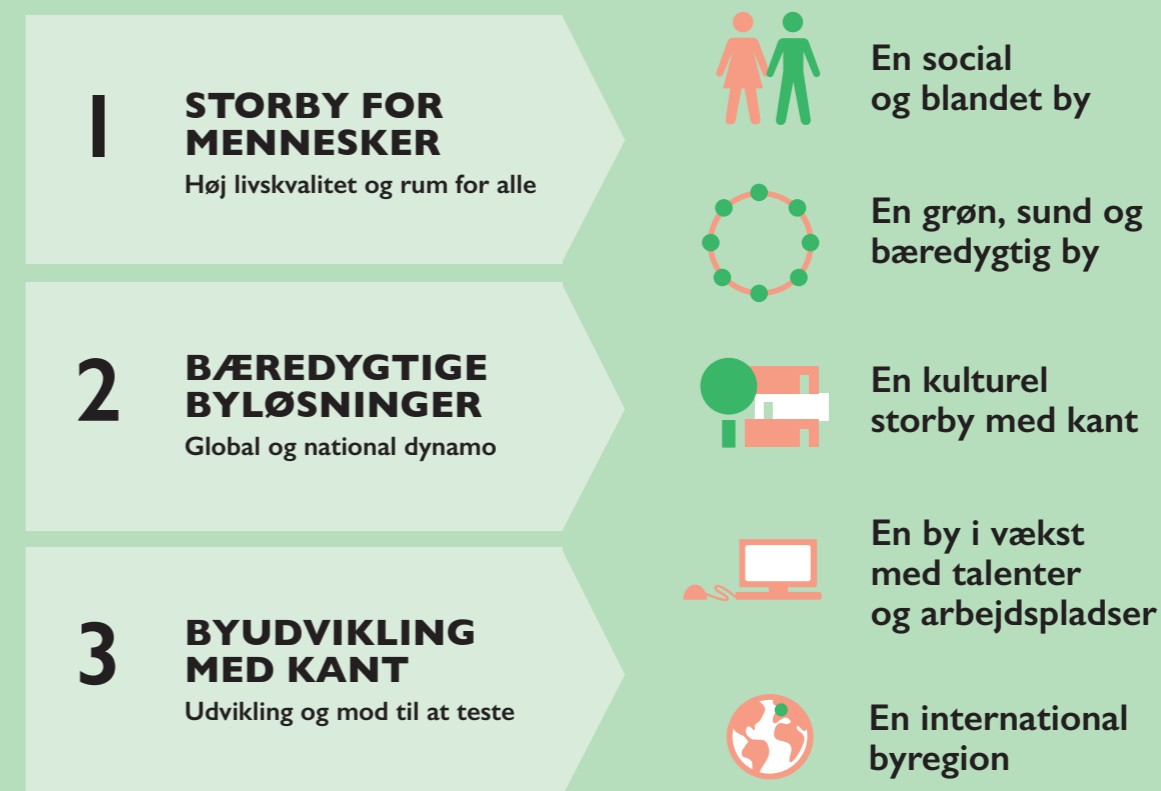 1
STORBY FOR
MENNESKER
Høj livskvalitet og rum for alle
2
BÆREDYGTIGE
BYLØSNINGER
Global og national dynamo
3
BYUDVIKLING
MED KANT
Udvikling og mod til at teste
En social
og blandet by
En grøn, sund og
bæredygtig by
En kulturel
storby med kant
En by i vækst
med talenter
og arbejdspladser
En international
byregion